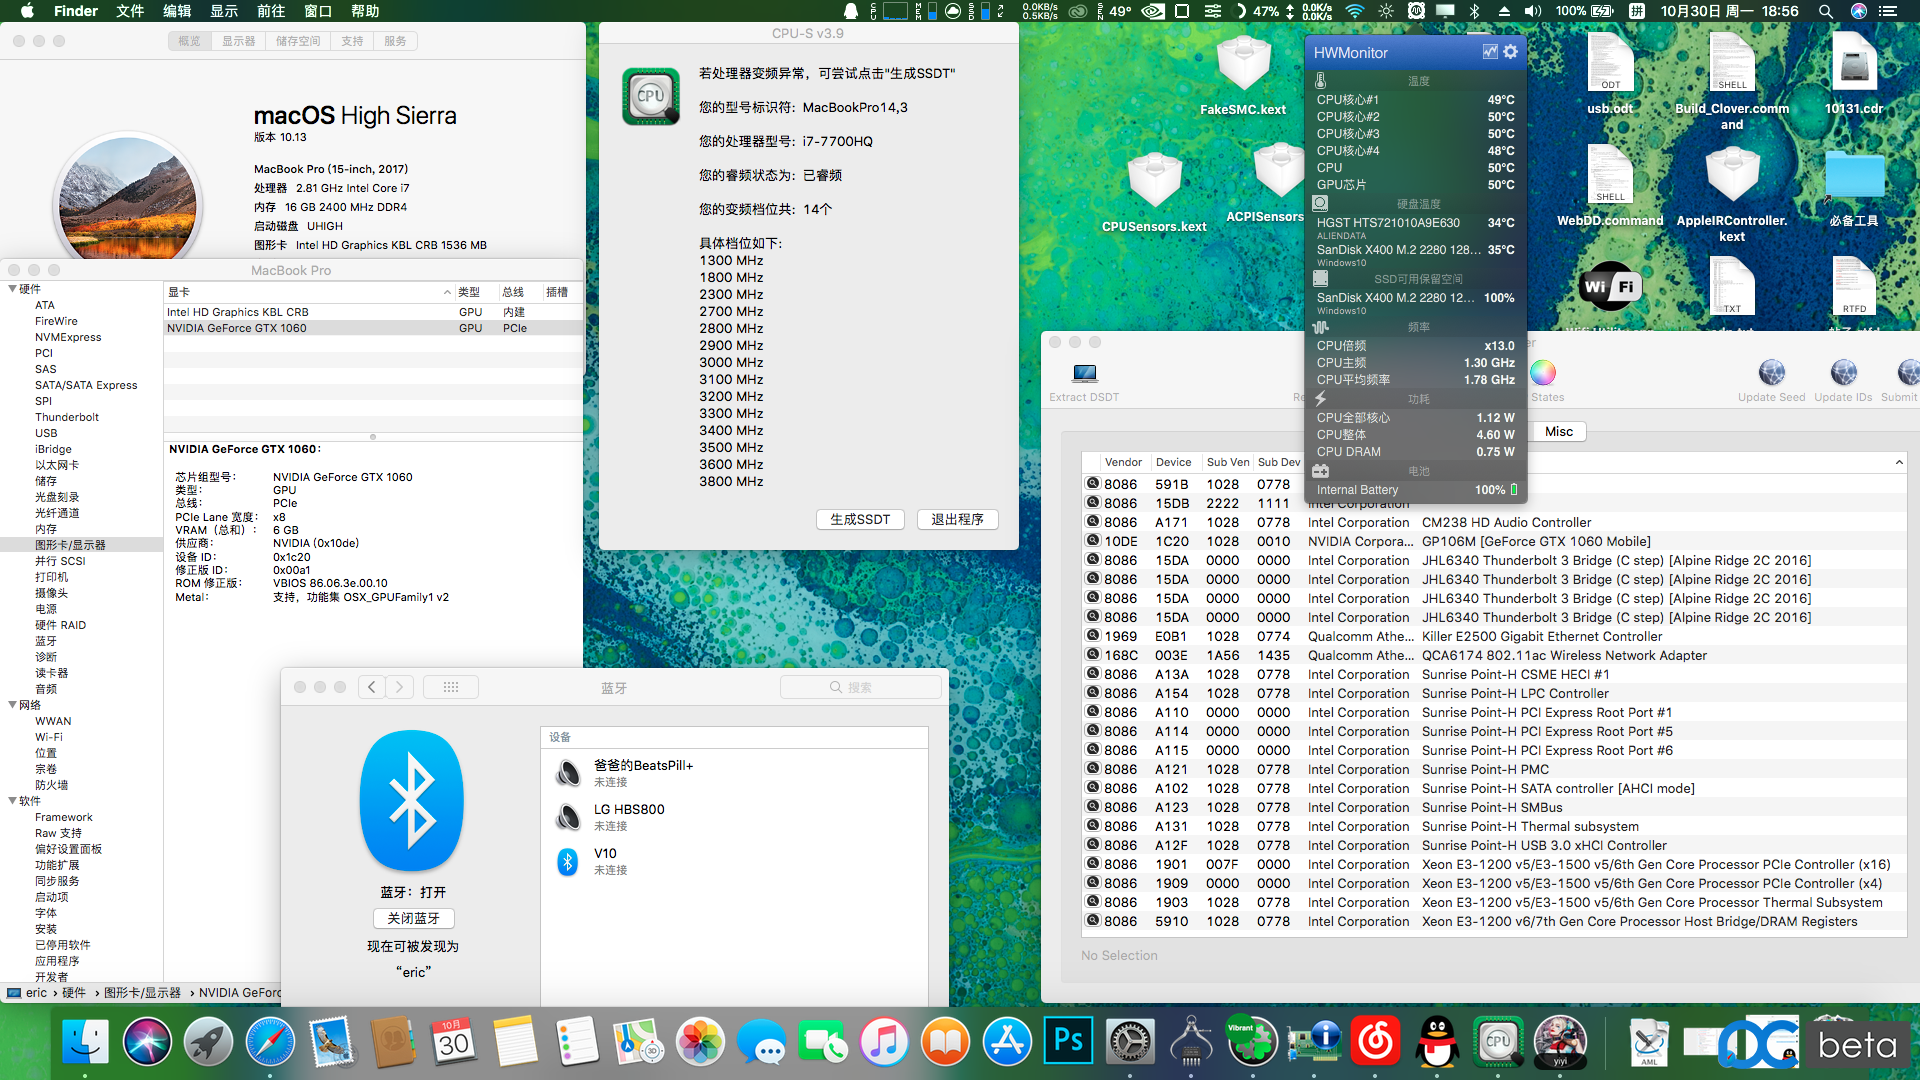 Finder 文件 编辑 显示 前往 窗口 帮助
0.0KB/s
0.5KB/s
49°
47%
0.0K/s
0.0K/s
100%
拼
10月30日 周一 18:56
概览 显示器 储存空间 支持 服务
macOS High Sierra
版本 10.13
MacBook Pro (15-inch, 2017)
处理器 2.81 GHz Intel Core i7
内存 16 GB 2400 MHz DDR4
启动磁盘 UHIGH
图形卡 Intel HD Graphics KBL CRB 1536 MB
MacBook Pro
硬件
ATA
FireWire
NVMExpress
PCI
SAS
SATA/SATA Express
SPI
Thunderbolt
USB
iBridge
以太网卡
储存
光盘刻录
光纤通道
内存
图形卡/显示器
并行 SCSI
打印机
摄像头
电源
硬件 RAID
蓝牙
诊断
读卡器
音频
网络
WWAN
Wi-Fi
位置
宗卷
防火墙
软件
Framework
Raw 支持
偏好设置面板
功能扩展
同步服务
启动项
字体
安装
已停用软件
应用程序
开发者
显卡 类型 总线 插槽
Intel HD Graphics KBL CRB GPU 内建
NVIDIA GeForce GTX 1060 GPU PCIe
NVIDIA GeForce GTX 1060:
芯片组型号: NVIDIA GeForce GTX 1060
类型: GPU
总线: PCIe
PCIe Lane 宽度: x8
VRAM（总和）: 6 GB
供应商: NVIDIA (0x10de)
设备 ID: 0x1c20
修正版 ID: 0x00a1
ROM 修正版: VBIOS 86.06.3e.00.10
Metal: 支持，功能集 OSX_GPUFamily1 v2
eric › 硬件 › 图形卡/显示器 › NVIDIA GeForc
CPU-S v3.9
CPU
若处理器变频异常，可尝试点击"生成SSDT"
您的型号标识符: MacBookPro14,3
您的处理器型号: i7-7700HQ
您的睿频状态为: 已睿频
您的变频档位共: 14个
具体档位如下:
1300 MHz
1800 MHz
2300 MHz
2700 MHz
2800 MHz
2900 MHz
3000 MHz
3100 MHz
3200 MHz
3300 MHz
3400 MHz
3500 MHz
3600 MHz
3800 MHz
生成SSDT 退出程序
蓝牙
搜索
蓝牙: 打开
关闭蓝牙
现在可被发现为
“eric”
设备
爸爸的BeatsPill+
未连接
LG HBS800
未连接
V10
未连接
HWMonitor
温度
CPU核心#1 49°C
CPU核心#2 50°C
CPU核心#3 50°C
CPU核心#4 48°C
CPU 50°C
GPU芯片 50°C
硬盘温度
HGST HTS721010A9E630 34°C
ALIENDATA
SanDisk X400 M.2 2280 128… 35°C
Windows10
SSD可用保留空间
SanDisk X400 M.2 2280 12… 100%
Windows10
频率
CPU倍频 x13.0
CPU主频 1.30 GHz
CPU平均频率 1.78 GHz
功耗
CPU全部核心 1.12 W
CPU整体 4.60 W
CPU DRAM 0.75 W
电池
Internal Battery 100%
FakeSMC.kext
CPUSensors.kext
ACPISensors
ODT
usb.odt
SHELL
Build_Clover.comm
and
10131.cdr
SHELL
WebDD.command
AppleIRController.
kext
必备工具
Wi Fi
TXT
RTFD
Extract DSDT
States
Update Seed
Update IDs
Submit
Misc
Vendor Device Sub Ven Sub Dev
8086 591B 1028 0778
8086 15DB 2222 1111 Intel Corporation
8086 A171 1028 0778 Intel Corporation CM238 HD Audio Controller
10DE 1C20 1028 0010 NVIDIA Corpora... GP106M [GeForce GTX 1060 Mobile]
8086 15DA 0000 0000 Intel Corporation JHL6340 Thunderbolt 3 Bridge (C step) [Alpine Ridge 2C 2016]
8086 15DA 0000 0000 Intel Corporation JHL6340 Thunderbolt 3 Bridge (C step) [Alpine Ridge 2C 2016]
8086 15DA 0000 0000 Intel Corporation JHL6340 Thunderbolt 3 Bridge (C step) [Alpine Ridge 2C 2016]
8086 15DA 0000 0000 Intel Corporation JHL6340 Thunderbolt 3 Bridge (C step) [Alpine Ridge 2C 2016]
1969 E0B1 1028 0774 Qualcomm Athe... Killer E2500 Gigabit Ethernet Controller
168C 003E 1A56 1435 Qualcomm Athe... QCA6174 802.11ac Wireless Network Adapter
8086 A13A 1028 0778 Intel Corporation Sunrise Point-H CSME HECI #1
8086 A154 1028 0778 Intel Corporation Sunrise Point-H LPC Controller
8086 A110 0000 0000 Intel Corporation Sunrise Point-H PCI Express Root Port #1
8086 A114 0000 0000 Intel Corporation Sunrise Point-H PCI Express Root Port #5
8086 A115 0000 0000 Intel Corporation Sunrise Point-H PCI Express Root Port #6
8086 A121 1028 0778 Intel Corporation Sunrise Point-H PMC
8086 A102 1028 0778 Intel Corporation Sunrise Point-H SATA controller [AHCI mode]
8086 A123 1028 0778 Intel Corporation Sunrise Point-H SMBus
8086 A131 1028 0778 Intel Corporation Sunrise Point-H Thermal subsystem
8086 A12F 1028 0778 Intel Corporation Sunrise Point-H USB 3.0 xHCI Controller
8086 1901 007F 0000 Intel Corporation Xeon E3-1200 v5/E3-1500 v5/6th Gen Core Processor PCIe Controller (x16)
8086 1909 0000 0000 Intel Corporation Xeon E3-1200 v5/E3-1500 v5/6th Gen Core Processor PCIe Controller (x4)
8086 1903 1028 0778 Intel Corporation Xeon E3-1200 v5/E3-1500 v5/6th Gen Core Processor Thermal Subsystem
8086 5910 1028 0778 Intel Corporation Xeon E3-1200 v6/7th Gen Core Processor Host Bridge/DRAM Registers
No Selection
10月
30
3D
Ps
Vibrant
CPU
yiyi
AML
OC beta